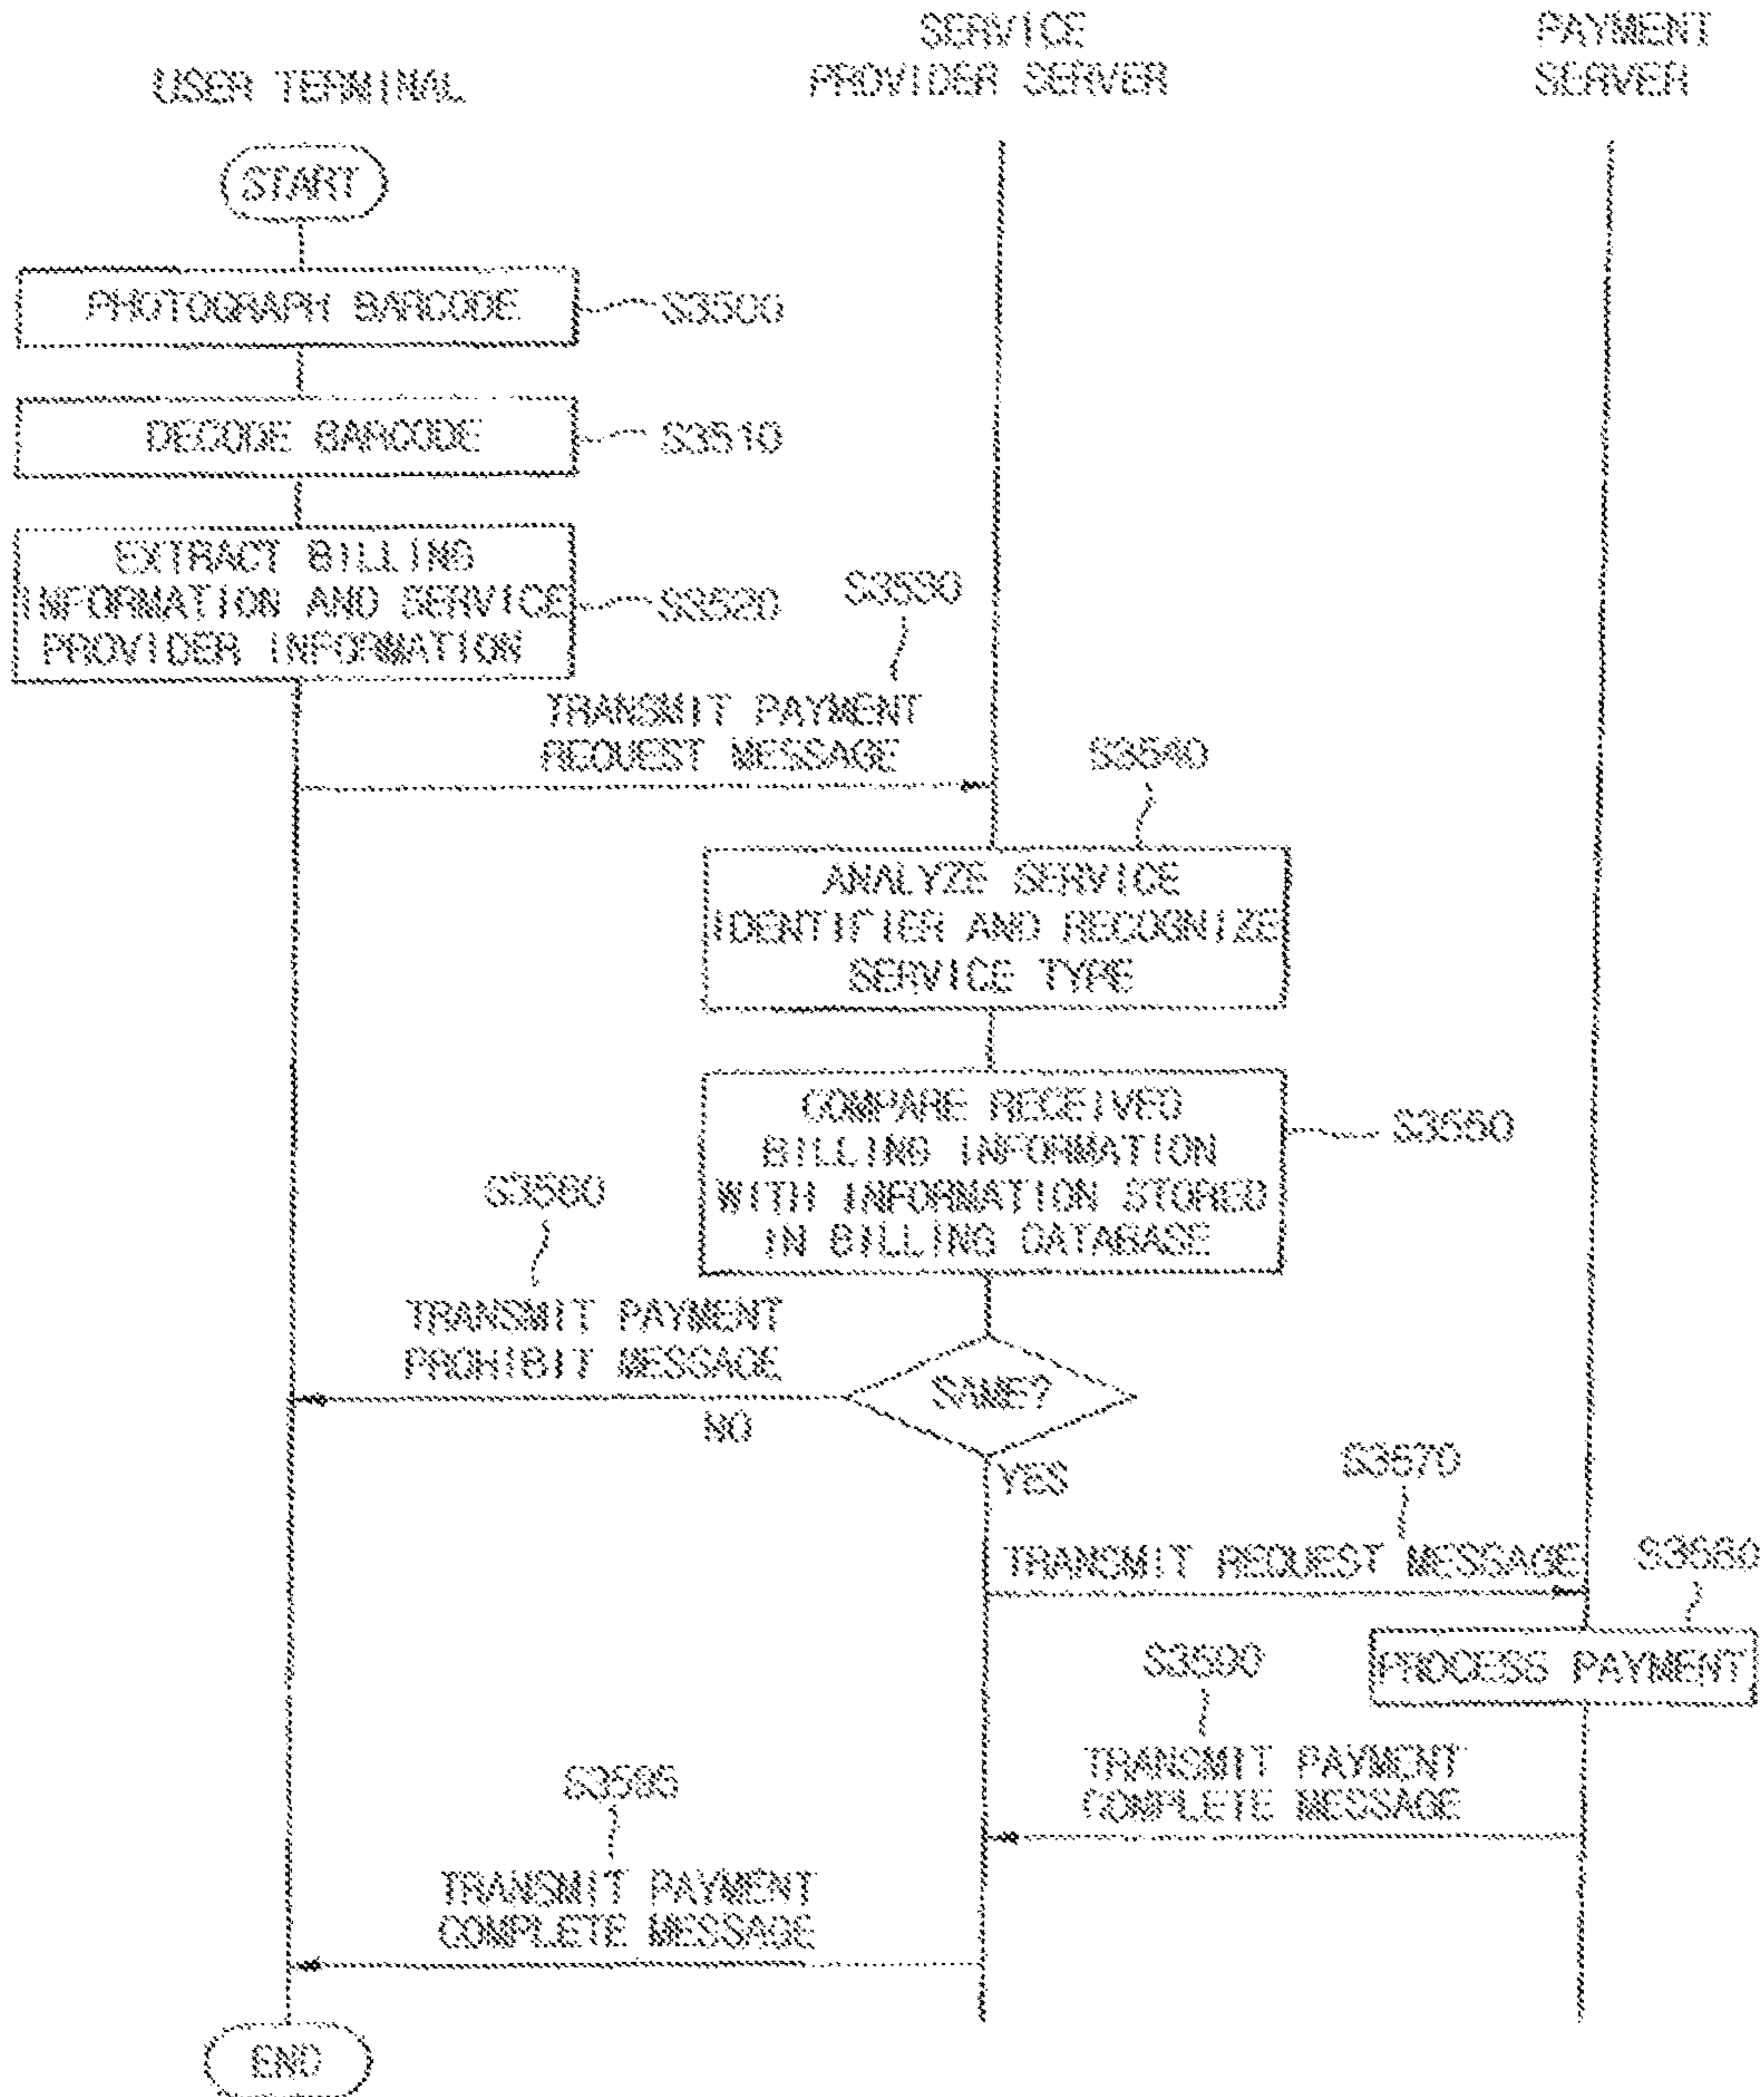 USER TERMINAL
SERVICE
PROVIDER SERVER
PAYMENT
SERVER
START
PHOTOGRAPH BARCODE
S3500
DECODE BARCODE
S3510
EXTRACT BILLING
INFORMATION AND SERVICE
PROVIDER INFORMATION
S3520
S3530
TRANSMIT PAYMENT
REQUEST MESSAGE
S3540
ANALYZE SERVICE
IDENTIFIER AND RECOGNIZE
SERVICE TYPE
COMPARE RECEIVED
BILLING INFORMATION
WITH INFORMATION STORED
IN BILLING DATABASE
S3550
S3560
TRANSMIT PAYMENT
PROHIBIT MESSAGE
SAME?
NO
YES
S3570
TRANSMIT REQUEST MESSAGE
S3580
PROCESS PAYMENT
S3590
TRANSMIT PAYMENT
COMPLETE MESSAGE
S3595
TRANSMIT PAYMENT
COMPLETE MESSAGE
END